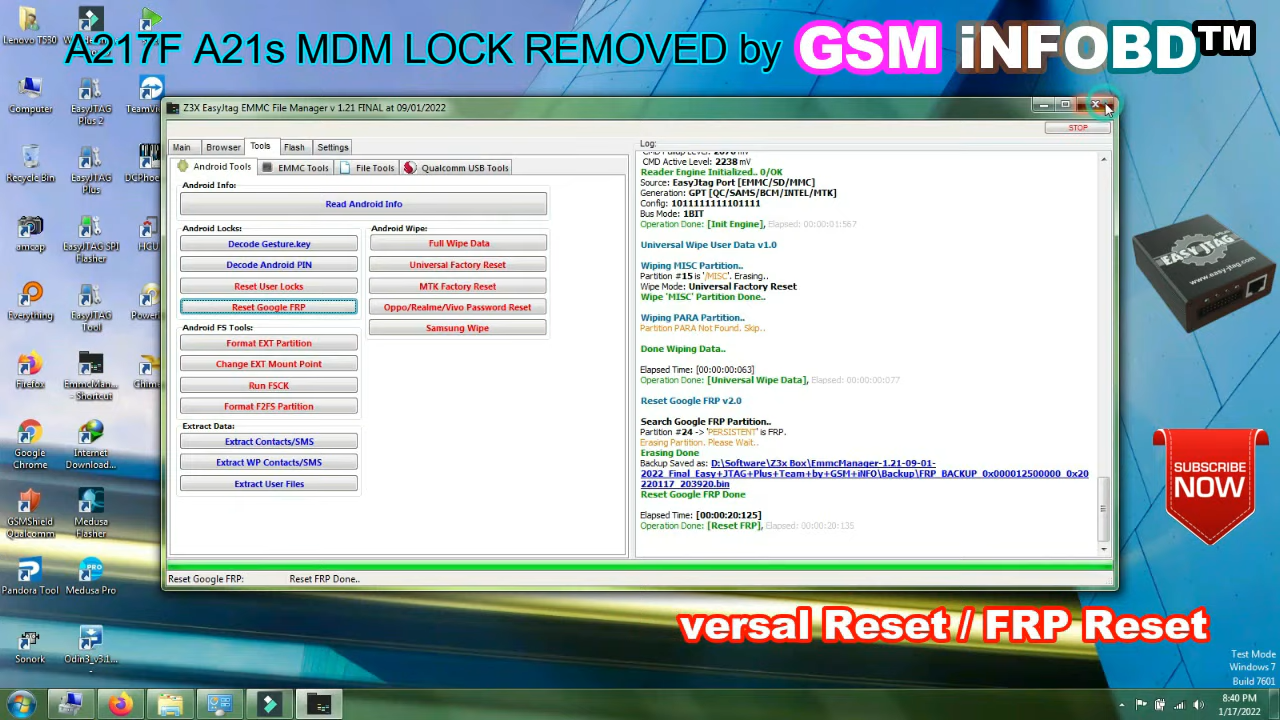 A217F A21s MDM LOCK REMOVED by GSM iNFOBD™
Lenovo T530
Computer
EasyJTAG Plus 2
Recycle Bin
EasyJTAG Plus
DCPhoe
amcop
EasyJTAG SPI Flasher
HCU
Everything
EasyJTAG Tool
Power
Firefox
EmmcMan... - Shortcut
Chim
Google Chrome
Internet Download...
GSMShield Qualcomm
Medusa Flasher
Pandora Tool
Medusa Pro
Sonork
Odin3_v3.1... -
Z3X EasyJtag EMMC File Manager v 1.21 FINAL at 09/01/2022
STOP
Main Browser Tools Flash Settings
Android Tools EMMC Tools File Tools Qualcomm USB Tools
Android Info:
Read Android Info
Android Locks:
Decode Gesture.key
Decode Android PIN
Reset User Locks
Reset Google FRP
Android Wipe:
Full Wipe Data
Universal Factory Reset
MTK Factory Reset
Oppo/Realme/Vivo Password Reset
Samsung Wipe
Android FS Tools:
Format EXT Partition
Change EXT Mount Point
Run FSCK
Format F2FS Partition
Extract Data:
Extract Contacts/SMS
Extract WP Contacts/SMS
Extract User Files
Log:
CMD Active Level: 2238 mV
Reader Engine Initialized.. 0/OK
Source: EasyJtag Port [EMMC/SD/MMC]
Generation: GPT [QC/SAMS/BCM/INTEL/MTK]
Config: 1011111111101111
Bus Mode: 1BIT
Operation Done: [Init Engine], Elapsed: 00:00:01:567
Universal Wipe User Data v1.0
Wiping MISC Partition..
Partition #15 is '/MISC'. Erasing..
Wipe Mode: Universal Factory Reset
Wipe 'MISC' Partition Done..
Wiping PARA Partition..
Partition PARA Not Found. Skip..
Done Wiping Data..
Elapsed Time: [00:00:00:063]
Operation Done: [Universal Wipe Data], Elapsed: 00:00:00:077
Reset Google FRP v2.0
Search Google FRP Partition..
Partition #24 -> 'PERSISTENT' is FRP.
Erasing Partition. Please Wait..
Erasing Done
Backup Saved as: D:\Software\Z3x Box\EmmcManager-1.21-09-01-
2022_Final_Easy+JTAG+Plus+Team+by+GSM+iNFO\Backup\FRP_BACKUP_0x000012500000_0x20
220117_203920.bin
Reset Google FRP Done
Elapsed Time: [00:00:20:125]
Operation Done: [Reset FRP], Elapsed: 00:00:20:135
Reset Google FRP: Reset FRP Done..
EASY JTAG
www.easy-jtag.com
SUBSCRIBE
NOW
versal Reset / FRP Reset
Test Mode
Windows 7
Build 7601
8:40 PM
1/17/2022